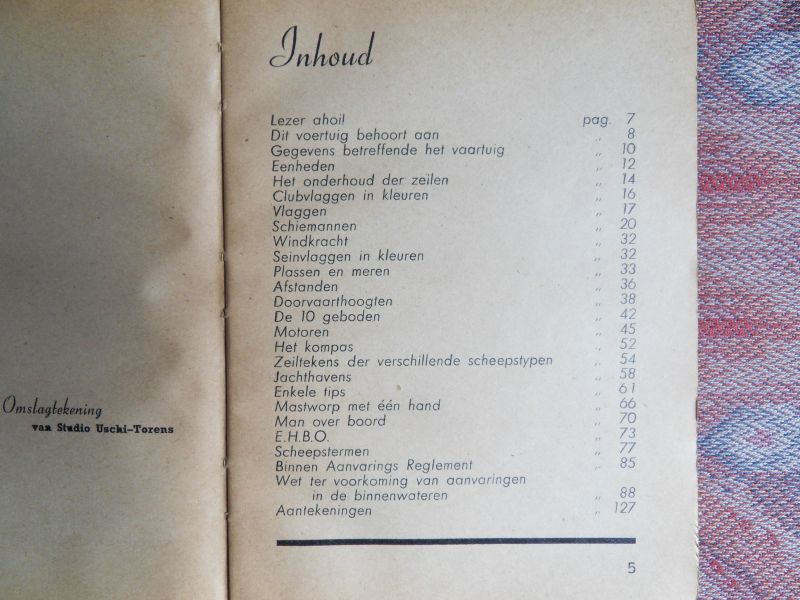 Omslagtekening
van Studio Uschi-Torens
Inhoud
Lezer ahoil pag. 7
Dit voertuig behoort aan ,, 8
Gegevens betreffende het vaartuig ,, 10
Eenheden ,, 12
Het onderhoud der zeilen ,, 14
Clubvlaggen in kleuren ,, 16
Vlaggen ,, 17
Schiemannen ,, 20
Windkracht ,, 32
Seinvlaggen in kleuren ,, 32
Plassen en meren ,, 33
Afstanden ,, 36
Doorvaarthoogten ,, 38
De 10 geboden ,, 42
Motoren ,, 45
Het kompas ,, 52
Zeiltekens der verschillende scheepstypen ,, 54
Jachthavens ,, 58
Enkele tips ,, 61
Mastworp met één hand ,, 66
Man over boord ,, 70
E.H.B.O. ,, 73
Scheepstermen ,, 77
Binnen Aanvarings Reglement ,, 85
Wet ter voorkoming van aanvaringen
in de binnenwateren ,, 88
Aantekeningen ,, 127
5